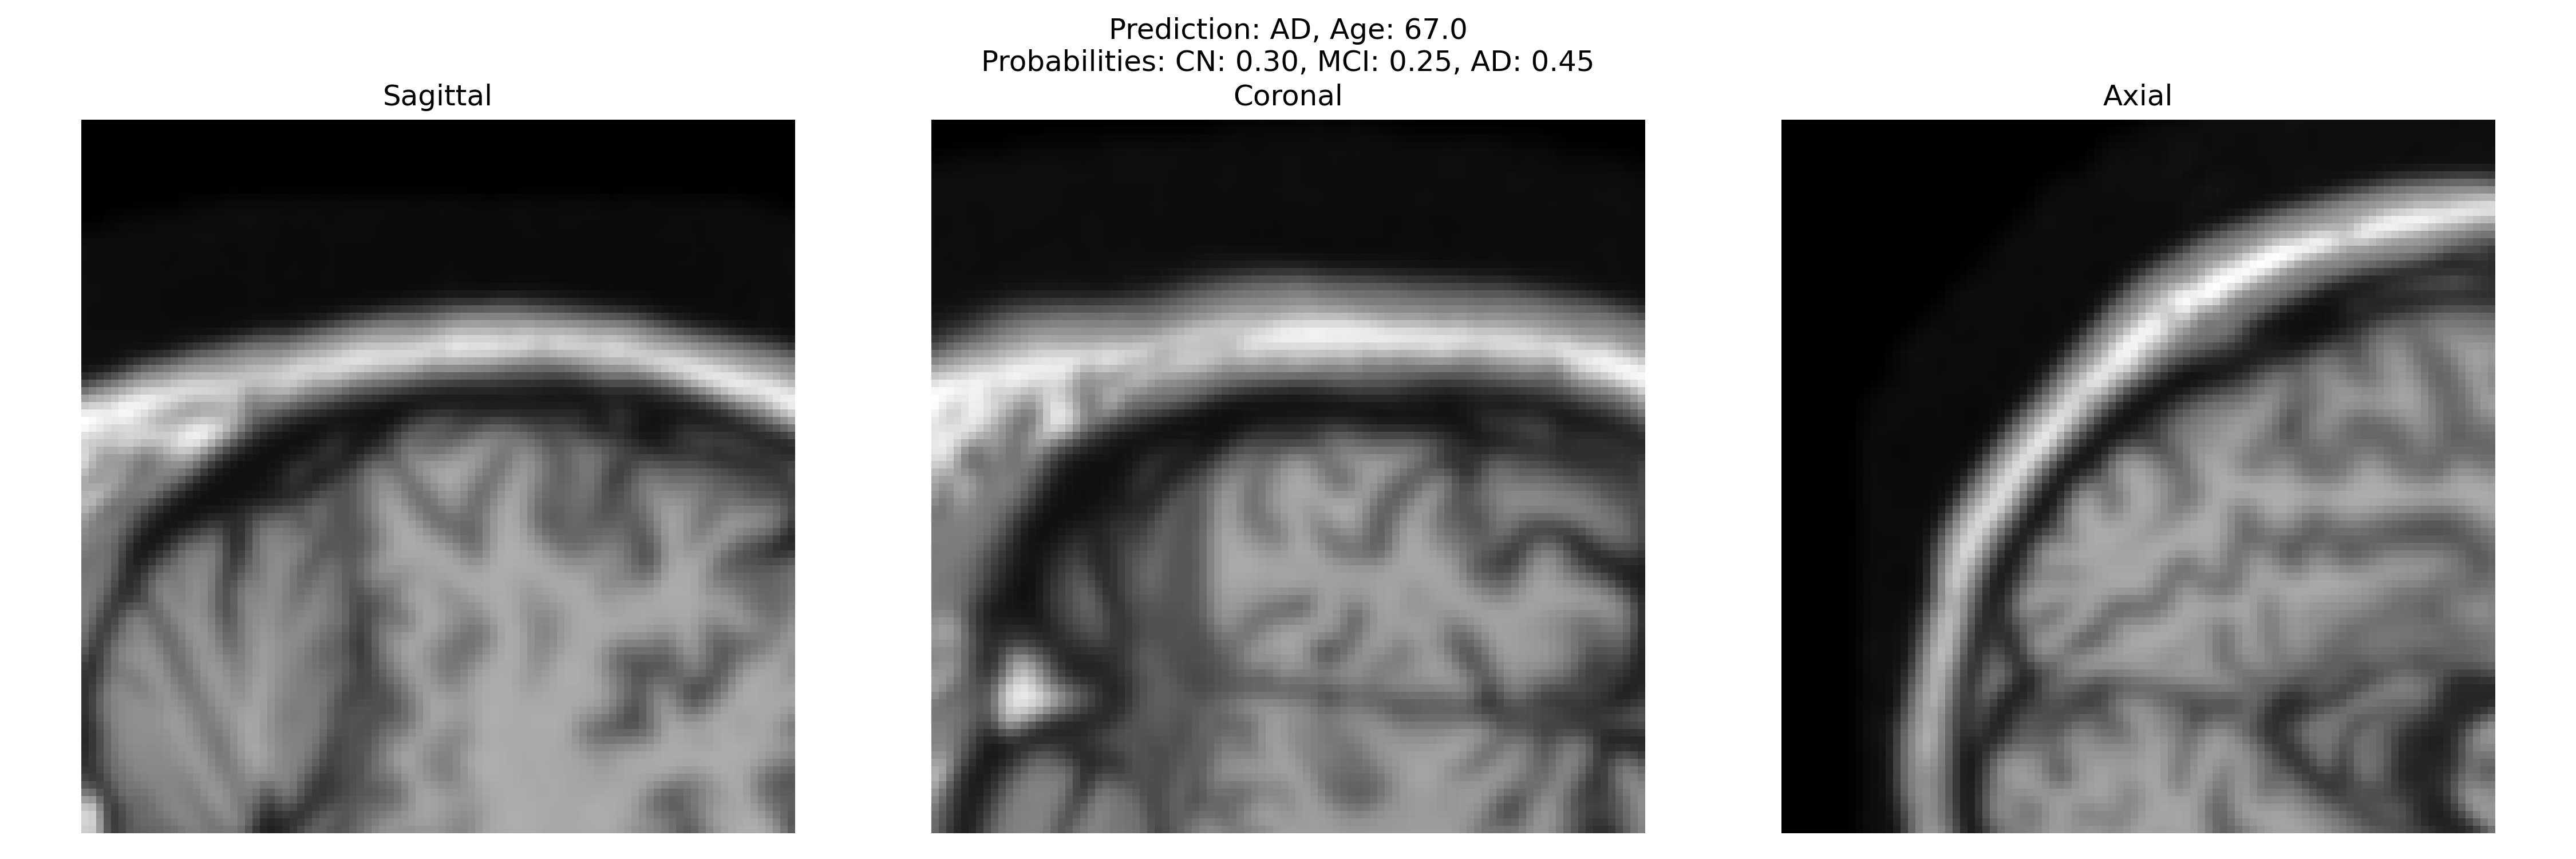 Prediction: AD, Age: 67.0
Probabilities: CN: 0.30, MCI: 0.25, AD: 0.45
Sagittal
Coronal
Axial